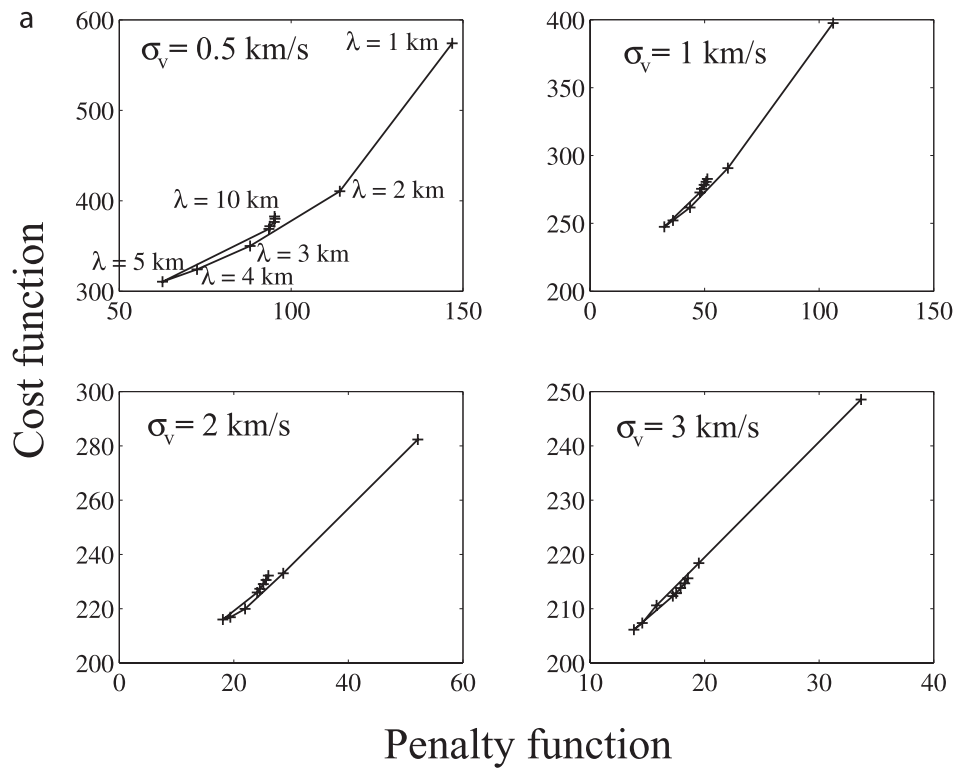 a
600
500
400
300
50
100
150
σv= 0.5 km/s
λ = 1 km
λ = 2 km
λ = 10 km
λ = 3 km
λ = 5 km
λ = 4 km
400
350
300
250
200
0
50
100
150
σv= 1 km/s
Cost function
300
280
260
240
220
200
0
20
40
60
σv= 2 km/s
250
240
230
220
210
200
10
20
30
40
σv= 3 km/s
Penalty function